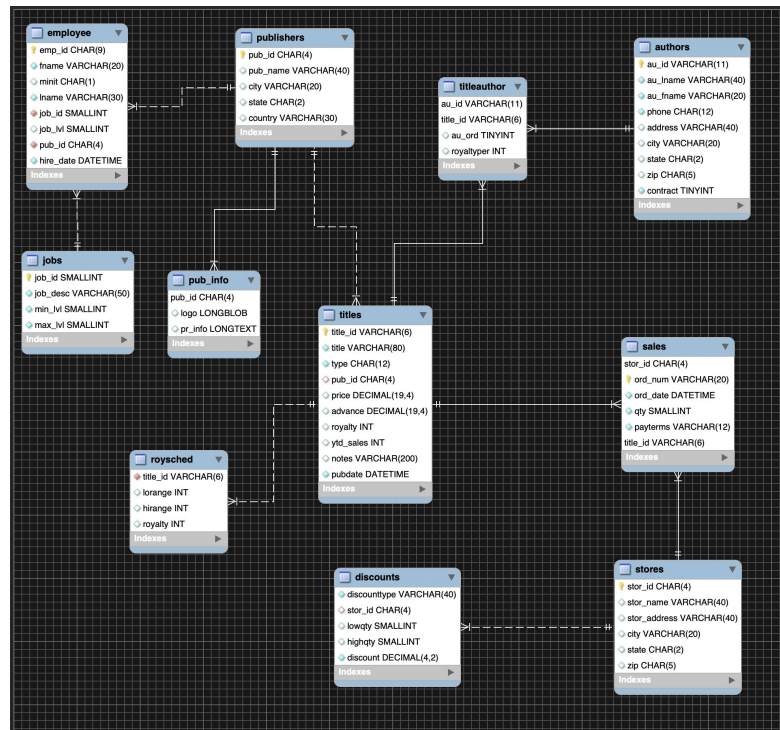 employee
emp_id CHAR(9)
fname VARCHAR(20)
minit CHAR(1)
lname VARCHAR(30)
job_id SMALLINT
job_lvl SMALLINT
pub_id CHAR(4)
hire_date DATETIME
Indexes
publishers
pub_id CHAR(4)
pub_name VARCHAR(40)
city VARCHAR(20)
state CHAR(2)
country VARCHAR(30)
Indexes
titleauthor
au_id VARCHAR(11)
title_id VARCHAR(6)
au_ord TINYINT
royaltyper INT
Indexes
authors
au_id VARCHAR(11)
au_lname VARCHAR(40)
au_fname VARCHAR(20)
phone CHAR(12)
address VARCHAR(40)
city VARCHAR(20)
state CHAR(2)
zip CHAR(5)
contract TINYINT
Indexes
jobs
job_id SMALLINT
job_desc VARCHAR(50)
min_lvl SMALLINT
max_lvl SMALLINT
Indexes
pub_info
pub_id CHAR(4)
logo LONGBLOB
pr_info LONGTEXT
Indexes
titles
title_id VARCHAR(6)
title VARCHAR(80)
type CHAR(12)
pub_id CHAR(4)
price DECIMAL(19,4)
advance DECIMAL(19,4)
royalty INT
ytd_sales INT
notes VARCHAR(200)
pubdate DATETIME
Indexes
sales
stor_id CHAR(4)
ord_num VARCHAR(20)
ord_date DATETIME
qty SMALLINT
payterms VARCHAR(12)
title_id VARCHAR(6)
Indexes
roysched
title_id VARCHAR(6)
lorange INT
hirange INT
royalty INT
Indexes
discounts
discounttype VARCHAR(40)
stor_id CHAR(4)
lowqty SMALLINT
highqty SMALLINT
discount DECIMAL(4,2)
Indexes
stores
stor_id CHAR(4)
stor_name VARCHAR(40)
stor_address VARCHAR(40)
city VARCHAR(20)
state CHAR(2)
zip CHAR(5)
Indexes